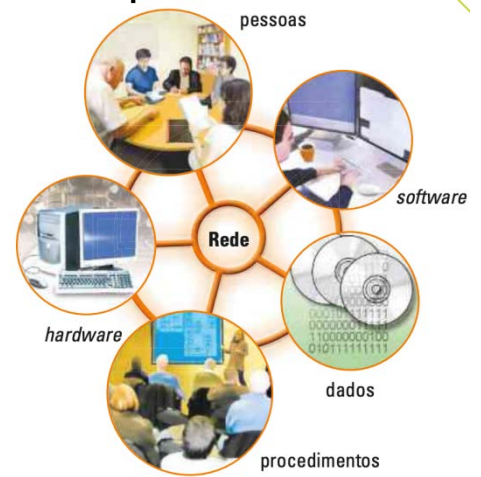 pessoas
software
Rede
hardware
dados
procedimentos